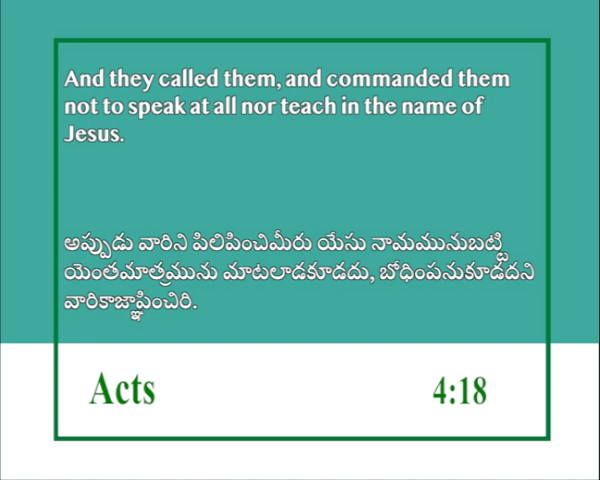 And they called them, and commanded them
not to speak at all nor teach in the name of
Jesus.
అప్పుడు వారిని పిలిపించిమీరు యేసు నామమునుబట్టి
యెంతమాత్రమును మాటలాడకూడదు, బోధింపనుకూడదని
వారికాజ్ఞాపించిరి.
Acts 4:18